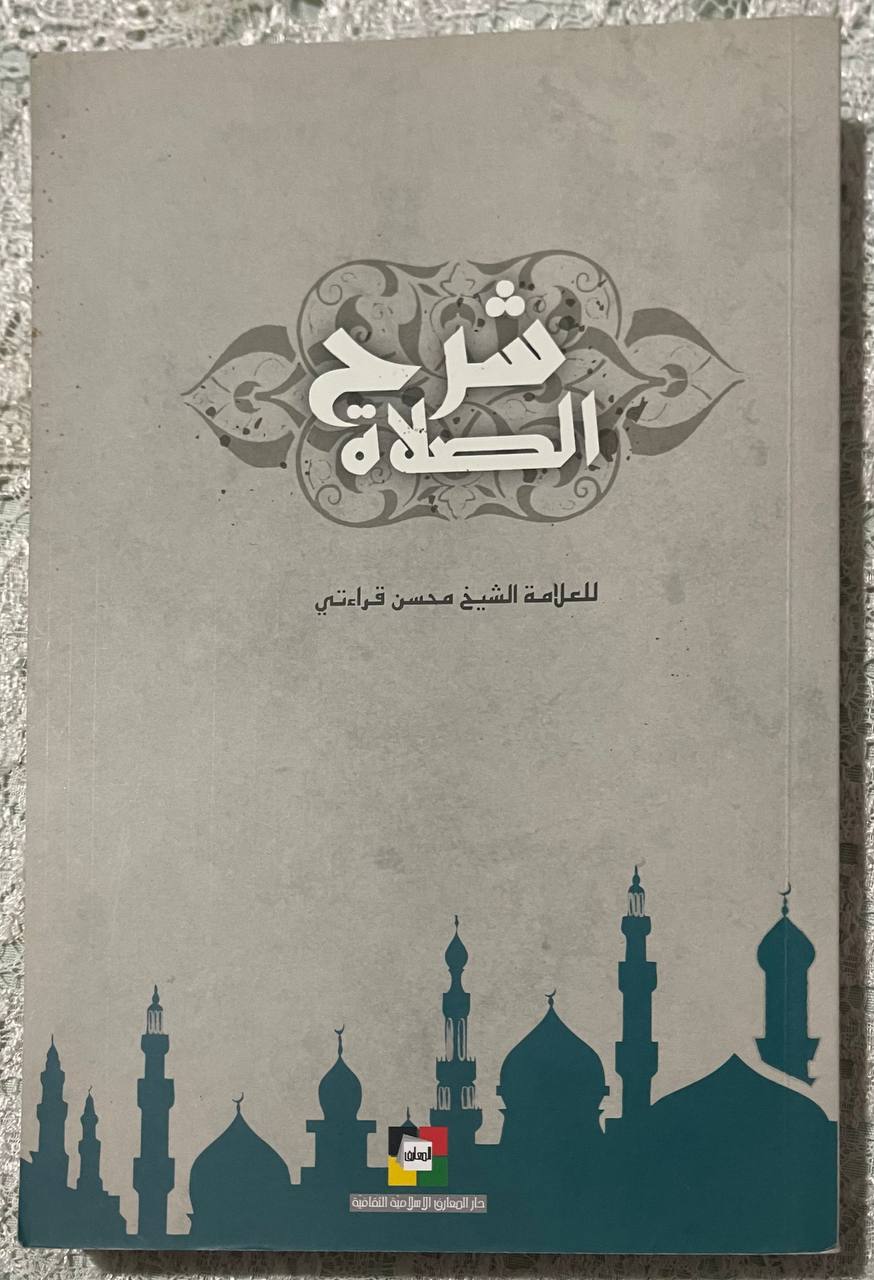 شرح
الصلاة
للعلامة الشيخ محسن قراءتي
المعارف
دار المعارف الإسلامية الثقافية